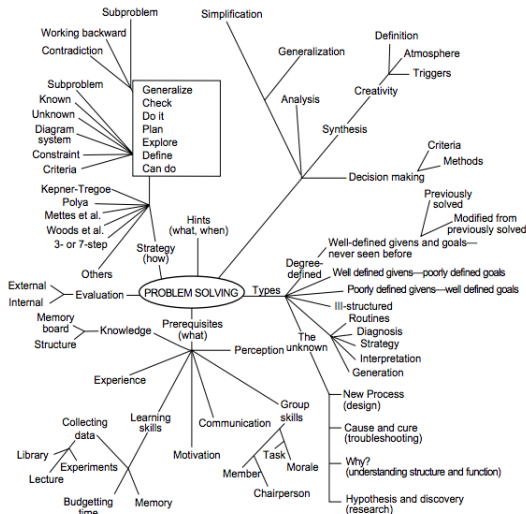 Subproblem
Working backward
Contradiction
Subproblem
Known
Unknown
Diagram
system
Constraint
Criteria
Generalize
Check
Do it
Plan
Explore
Define
Can do
Kepner-Tregoe
Polya
Mettes et al.
Woods et al.
3- or 7-step
Others
Strategy
(how)
Hints
(what, when)
Simplification
Generalization
Analysis
Synthesis
Creativity
Definition
Atmosphere
Triggers
Decision making
Criteria
Methods
Previously
solved
Modified from
previously solved
Well-defined givens and goals—
never seen before
Degree-
defined
Well defined givens—poorly defined goals
Poorly defined givens—well defined goals
Ill-structured
Types
PROBLEM SOLVING
Evaluation
External
Internal
Routines
Diagnosis
Strategy
Interpretation
Generation
The
unknown
New Process
(design)
Cause and cure
(troubleshooting)
Why?
(understanding structure and function)
Hypothesis and discovery
(research)
Prerequisites
(what)
Knowledge
Memory
board
Structure
Experience
Learning
skills
Collecting
data
Library
Lecture
Experiments
Budgetting
time
Memory
Motivation
Communication
Group
skills
Task
Morale
Member
Chairperson
Perception